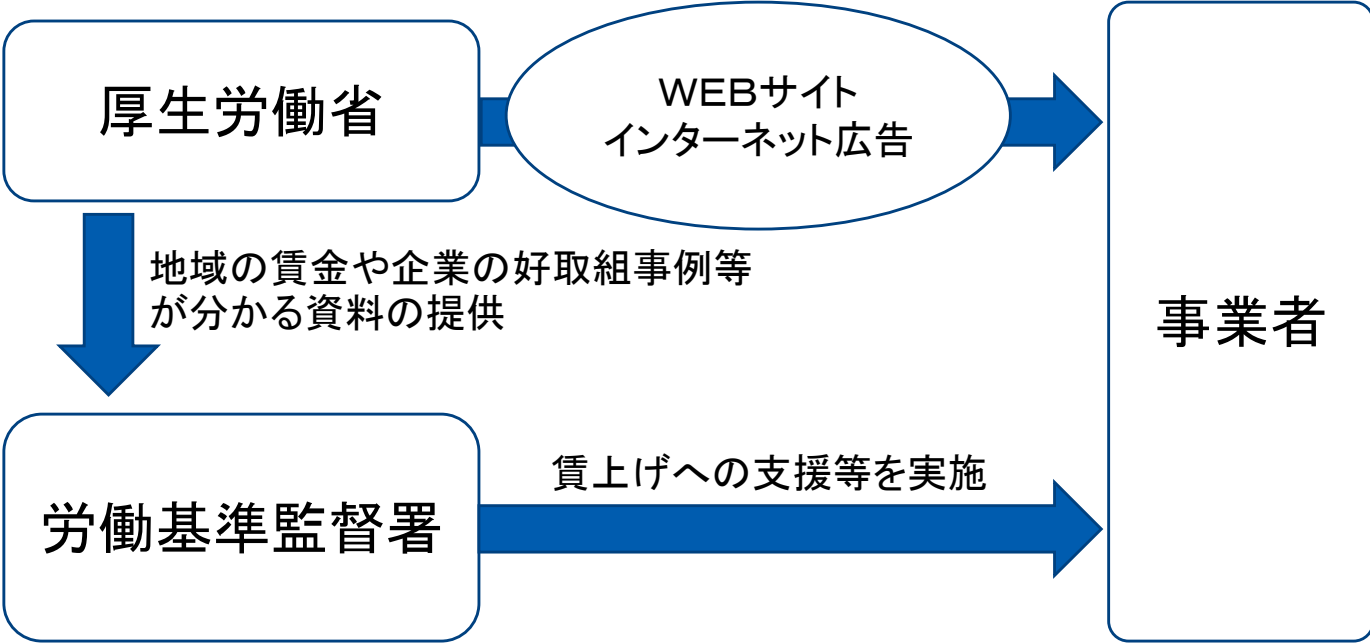 厚生労働省
WEBサイト
インターネット広告
地域の賃金や企業の好取組事例等
が分かる資料の提供
事業者
賃上げへの支援等を実施
労働基準監督署